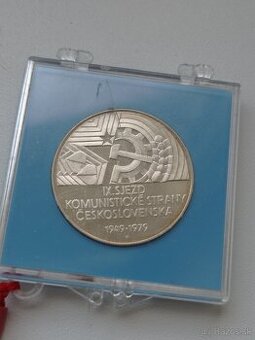 IX. SJEZD
KOMUNISTICKÉ STRANY
ČESKOSLOVENSKA
1949-1979